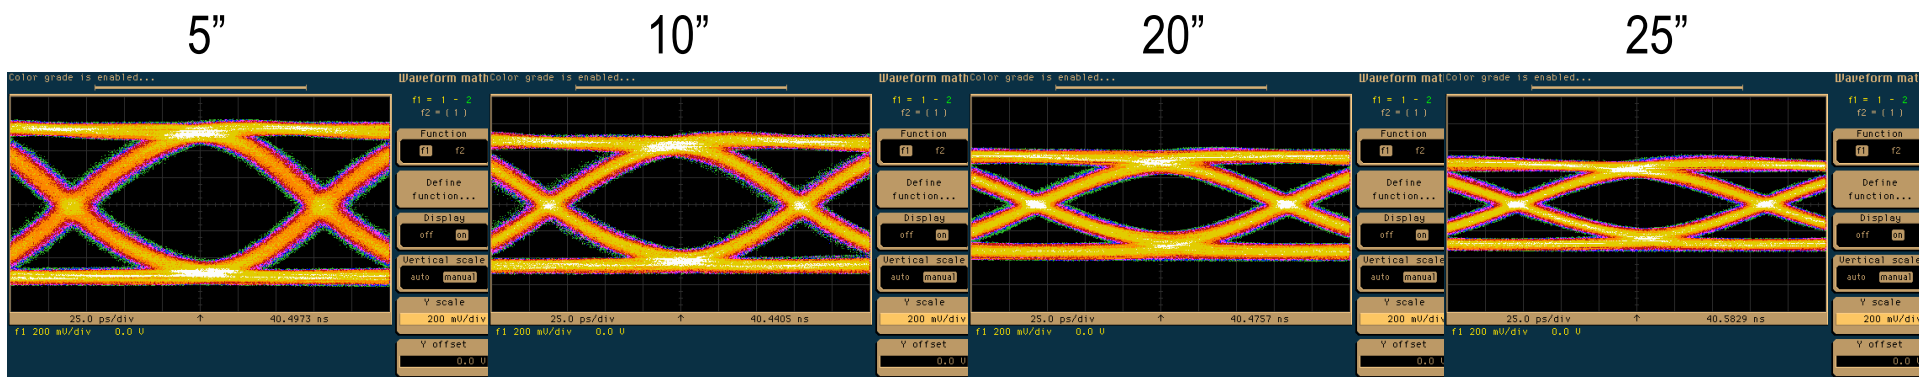 5”
10”
20”
25”
Color grade is enabled...
Waveform math
f1 = 1 - 2
f2 = ( 1 )
Function
f1 f2
Define
function...
Display
off on
Vertical scale
auto manual
Y scale
200 mV/div
Y offset
0.0 V
25.0 ps/div ↑ 40.4973 ns
f1 200 mV/div 0.0 V
Color grade is enabled...
Waveform mat
f1 = 1 - 2
f2 = ( 1 )
Function
f1 f2
Define
function...
Display
off on
Vertical scale
auto manual
Y scale
200 mV/div
Y offset
0.0 V
25.0 ps/div ↑ 40.4405 ns
f1 200 mV/div 0.0 V
Color grade is enabled...
Waveform mat
f1 = 1 - 2
f2 = ( 1 )
Function
f1 f2
Define
function...
Display
off on
Vertical scale
auto manual
Y scale
200 mV/div
Y offset
0.0
25.0 ps/div ↑ 40.4757 ns
f1 200 mV/div 0.0 V
Color grade is enabled...
Waveform math
f1 = 1 - 2
f2 = ( 1 )
Function
f1 f2
Define
function...
Display
off on
Vertical scale
auto manual
Y scale
200 mV/div
Y offset
0.0 V
25.0 ps/div ↑ 40.5829 ns
f1 200 mV/div 0.0 V